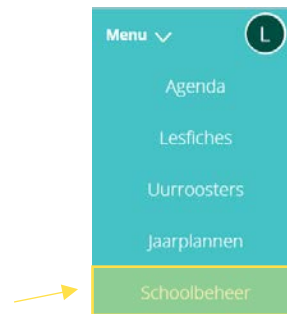 Menu L
Agenda
Lesfiches
Uurroosters
Jaarplannen
Schoolbeheer